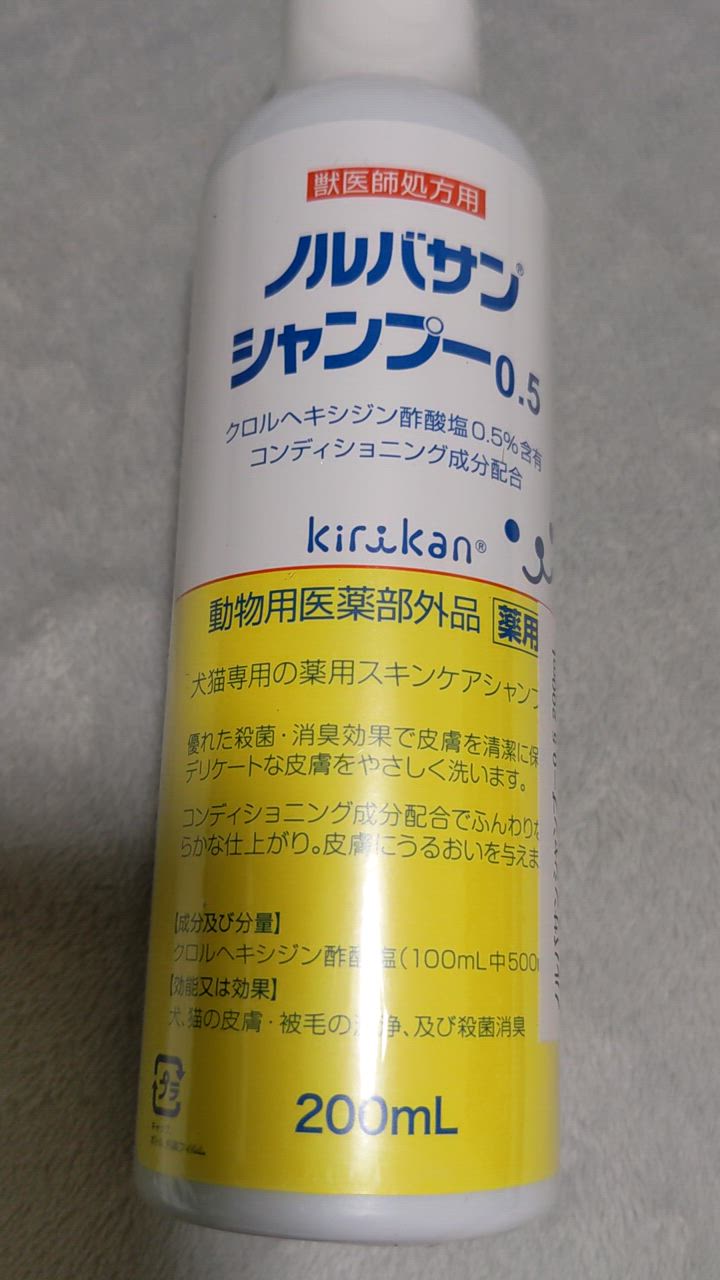 獣医師処方用
ノルバサン®
シャンプー0.5
クロルヘキシジン酢酸塩0.5%含有
コンディショニング成分配合
kirikan®
動物用医薬部外品 薬用
犬猫専用の薬用スキンケアシャンプ
優れた殺菌・消臭効果で皮膚を清潔に保
デリケートな皮膚をやさしく洗います。
コンディショニング成分配合でふんわりな
らかな仕上がり。皮膚にうるおいを与えま
【成分及び分量】
クロルヘキシジン酢酸塩(100mL中500m
【効能又は効果】
犬、猫の皮膚・被毛の洗浄、及び殺菌消臭
プラ
200mL